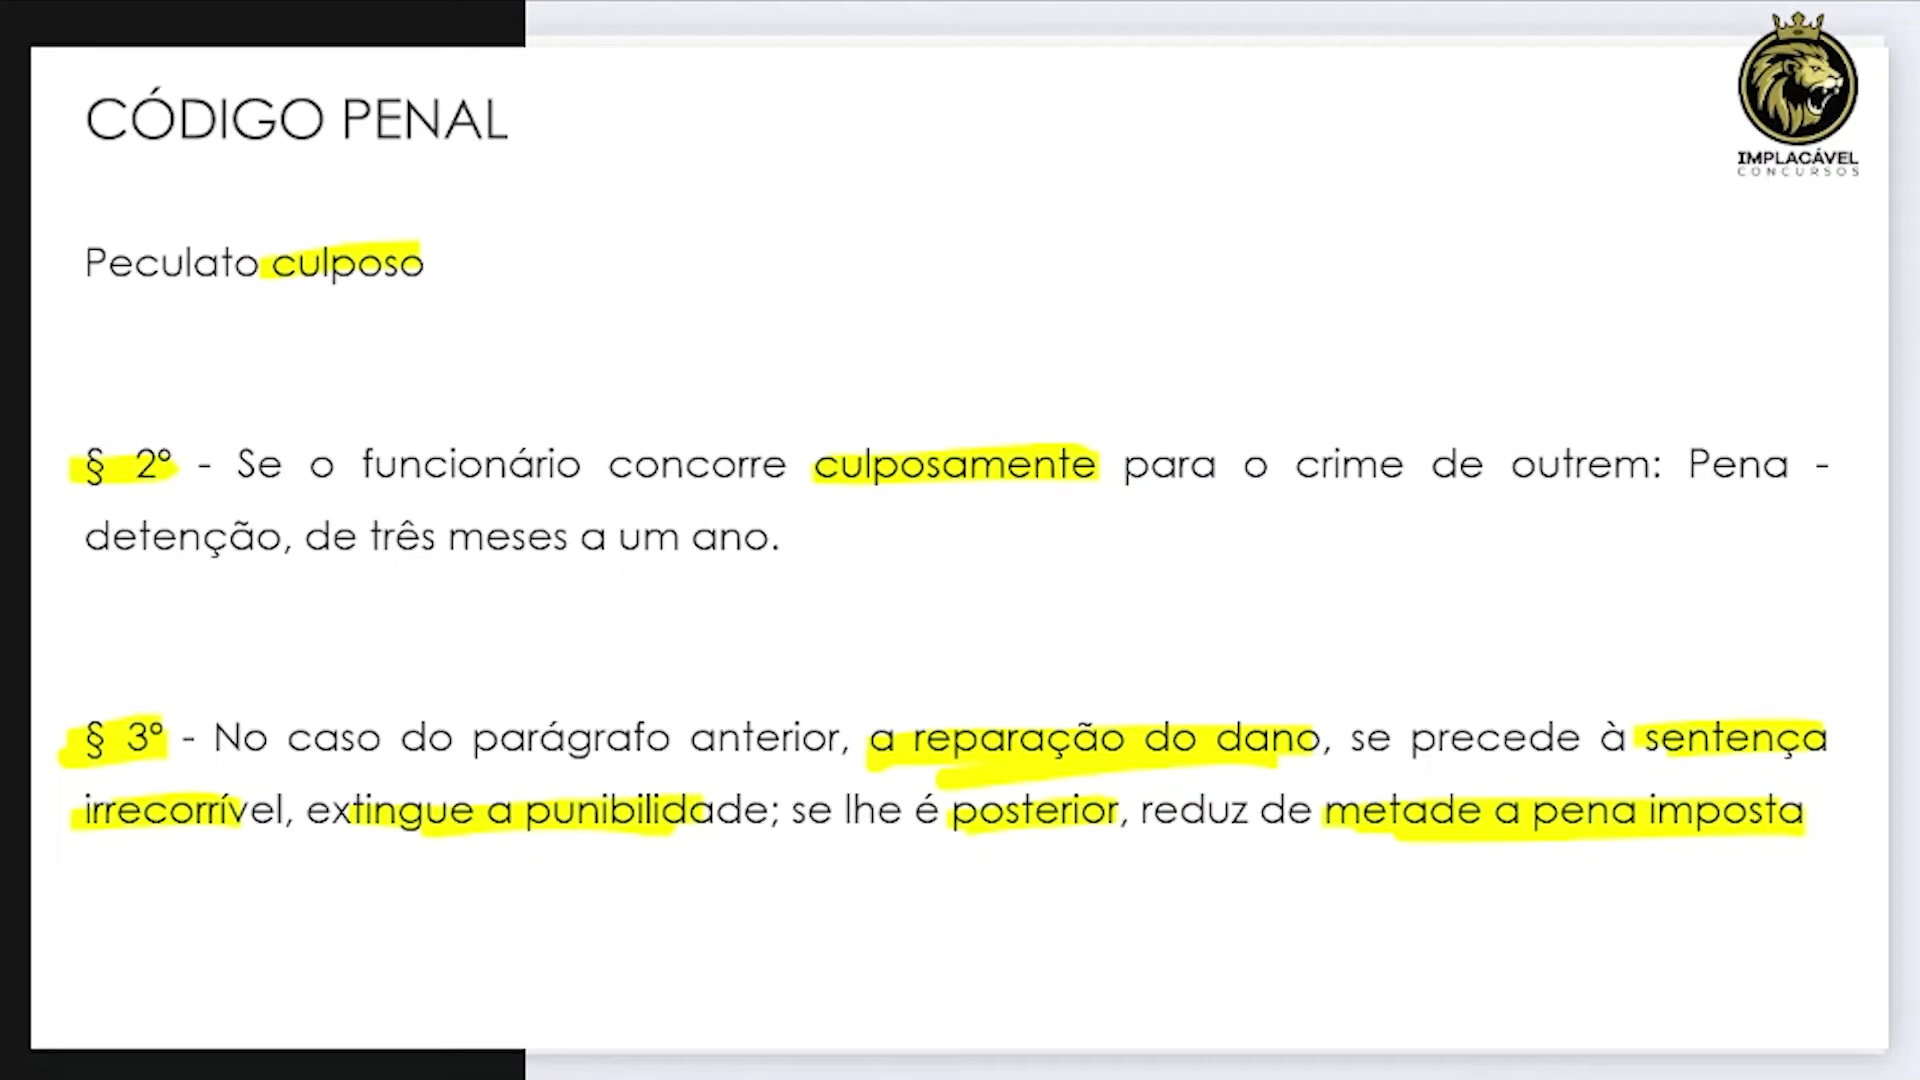 CÓDIGO PENAL
IMPLACÁVEL
CONCURSOS
Peculato culposo
§ 2º - Se o funcionário concorre culposamente para o crime de outrem: Pena -
detenção, de três meses a um ano.
§ 3º - No caso do parágrafo anterior, a reparação do dano, se precede à sentença
irrecorrível, extingue a punibilidade; se lhe é posterior, reduz de metade a pena imposta